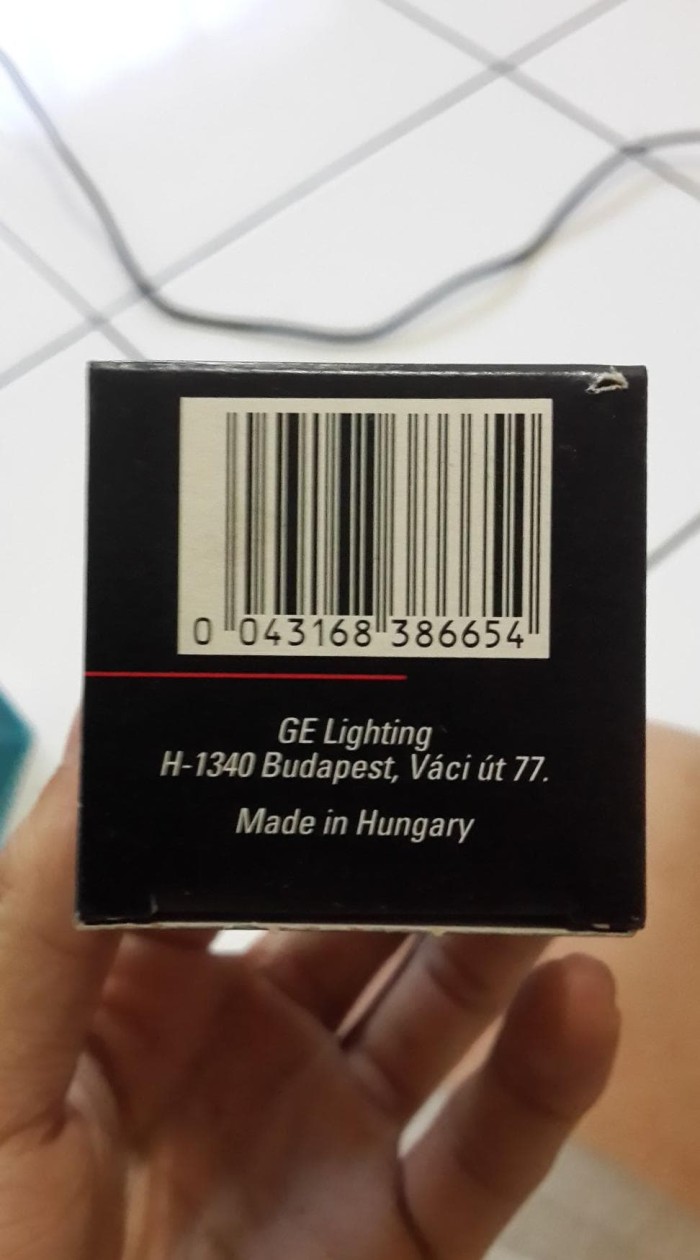 0 043168 386654
GE Lighting
H-1340 Budapest, Váci út 77.
Made in Hungary